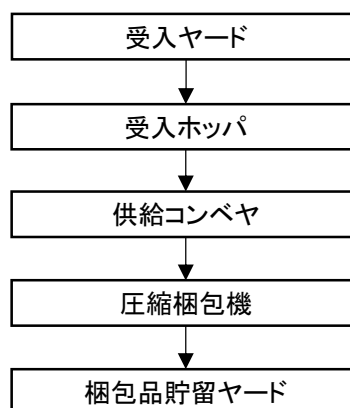 受入ヤード
受入ホッパ
供給コンベヤ
圧縮梱包機
梱包品貯留ヤード